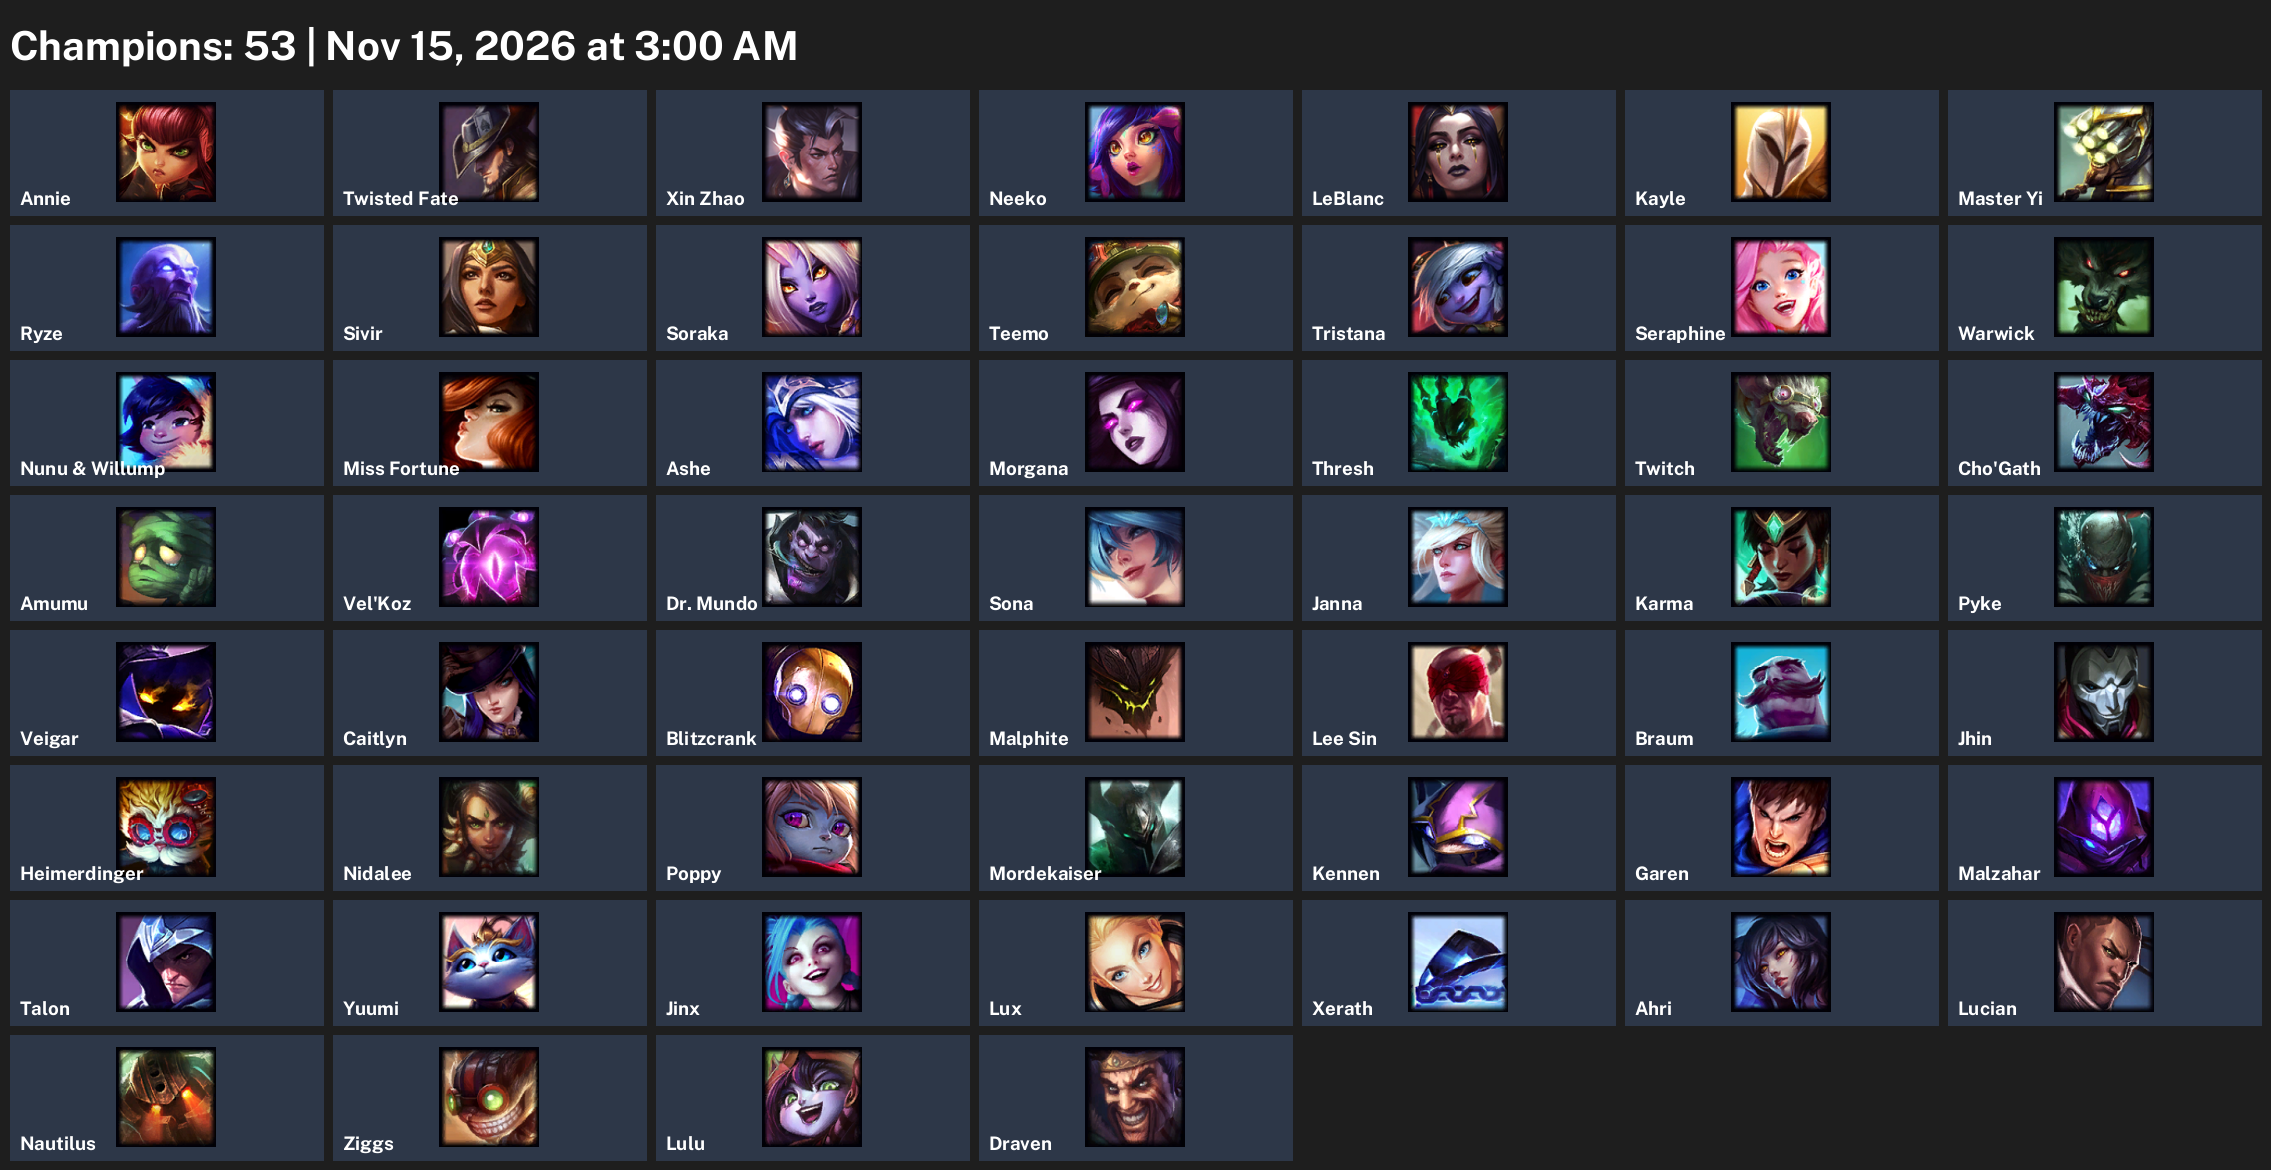 Champions: 53 | Nov 15, 2026 at 3:00 AM
Annie
Twisted Fate
Xin Zhao
Neeko
LeBlanc
Kayle
Master Yi
Ryze
Sivir
Soraka
Teemo
Tristana
Seraphine
Warwick
Nunu & Willump
Miss Fortune
Ashe
Morgana
Thresh
Twitch
Cho'Gath
Amumu
Vel'Koz
Dr. Mundo
Sona
Janna
Karma
Pyke
Veigar
Caitlyn
Blitzcrank
Malphite
Lee Sin
Braum
Jhin
Heimerdinger
Nidalee
Poppy
Mordekaiser
Kennen
Garen
Malzahar
Talon
Yuumi
Jinx
Lux
Xerath
Ahri
Lucian
Nautilus
Ziggs
Lulu
Draven